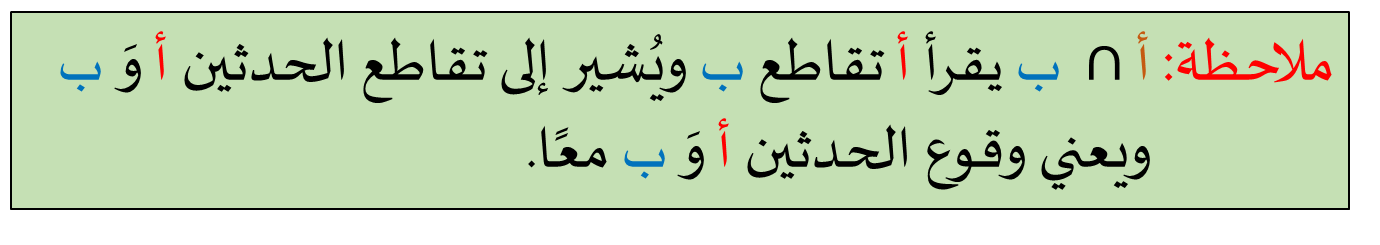 ملاحظة: أ ∩ ب يقرأ أ تقاطع ب ويُشير إلى تقاطع الحدثين أ وَ ب
ويعني وقوع الحدثين أ وَ ب معًا.